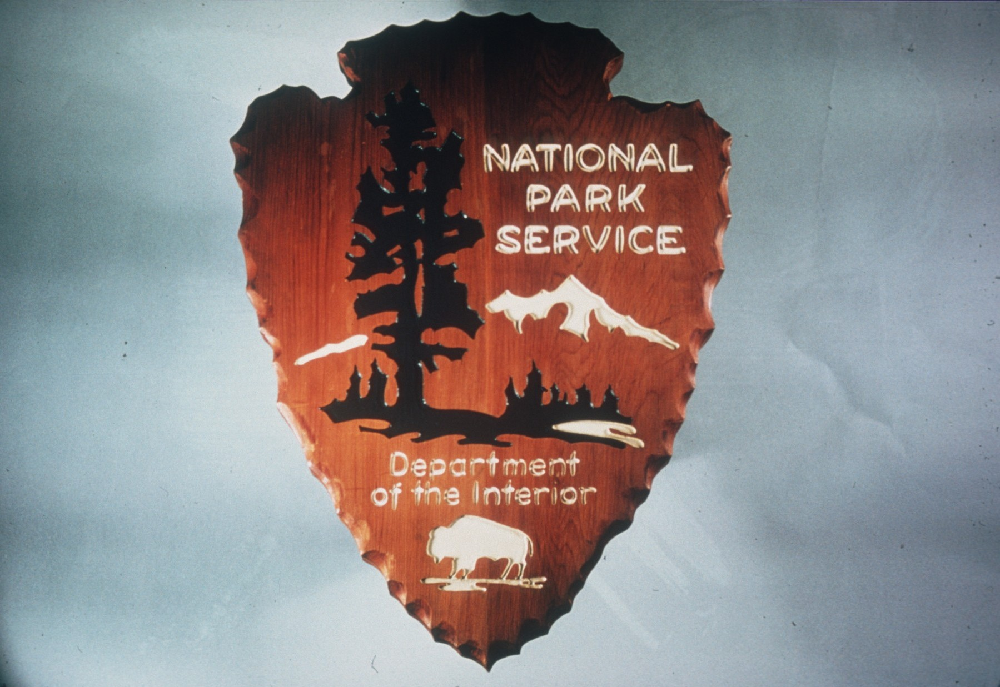 NATIONAL
PARK
SERVICE
Department
of the Interior